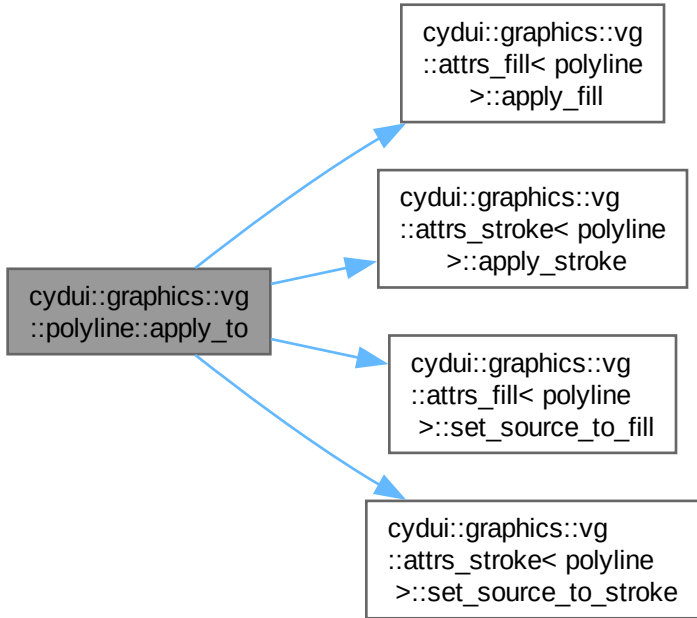 cydui::graphics::vg
::attrs_fill< polyline
>::apply_fill
cydui::graphics::vg
::attrs_stroke< polyline
>::apply_stroke
cydui::graphics::vg
::polyline::apply_to
cydui::graphics::vg
::attrs_fill< polyline
>::set_source_to_fill
cydui::graphics::vg
::attrs_stroke< polyline
>::set_source_to_stroke